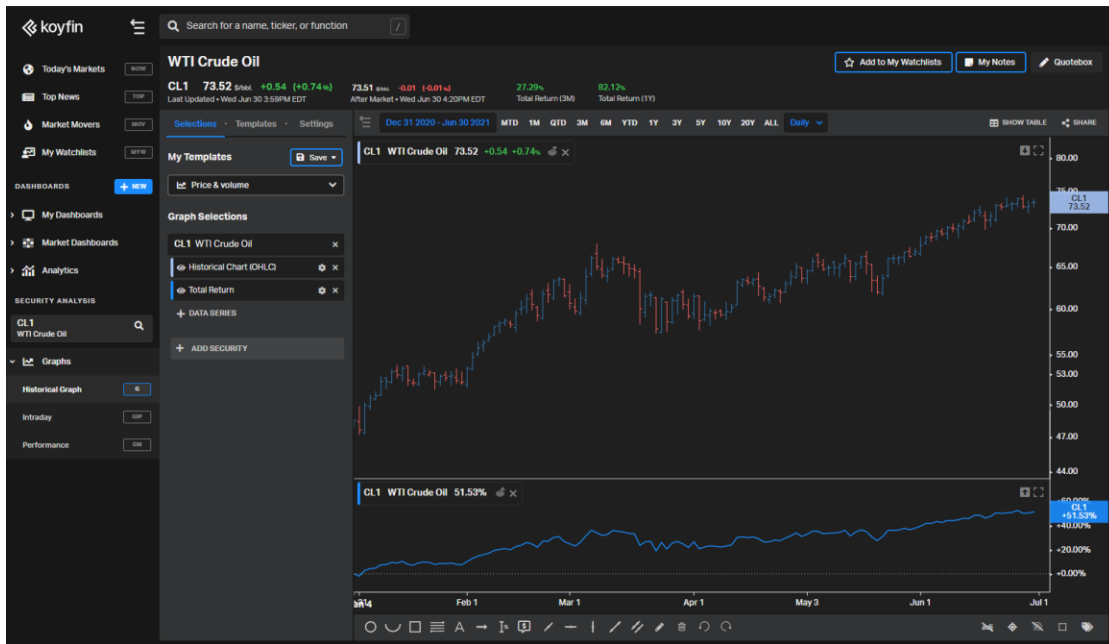 koyfin
Search for a name, ticker, or function
/
Today's Markets NOW
Top News TOP
Market Movers MOV
My Watchlists MYW
DASHBOARDS + NEW
My Dashboards
Market Dashboards
Analytics
SECURITY ANALYSIS
CL1
WTI Crude Oil
Graphs
Historical Graph G
Intraday GIP
Performance GM
WTI Crude Oil
Add to My Watchlists
My Notes
Quotebox
CL1 73.52 $/bbl. +0.54 (+0.74%)
Last Updated • Wed Jun 30 3:59PM EDT
73.51 -0.01 (-0.01%)
After Market • Wed Jun 30 4:20PM EDT
27.29%
Total Return (3M)
82.12%
Total Return (1Y)
Selections · Templates · Settings
My Templates Save
Price & volume
Graph Selections
CL1 WTI Crude Oil ×
Historical Chart (OHLC) ×
Total Return ×
+ DATA SERIES
+ ADD SECURITY
Dec 31 2020 - Jun 30 2021 MTD 1M QTD 3M 6M YTD 1Y 3Y 5Y 10Y 20Y ALL Daily
SHOW TABLE
SHARE
CL1 WTI Crude Oil 73.52 +0.54 +0.74% ×
80.00
75.00
CL1
73.52
70.00
65.00
60.00
55.00
53.00
50.00
47.00
44.00
CL1 WTI Crude Oil 51.53% ×
+60.00%
CL1
+51.53%
+40.00%
+20.00%
+0.00%
Feb 1 Mar 1 Apr 1 May 3 Jun 1 Jul 1
A